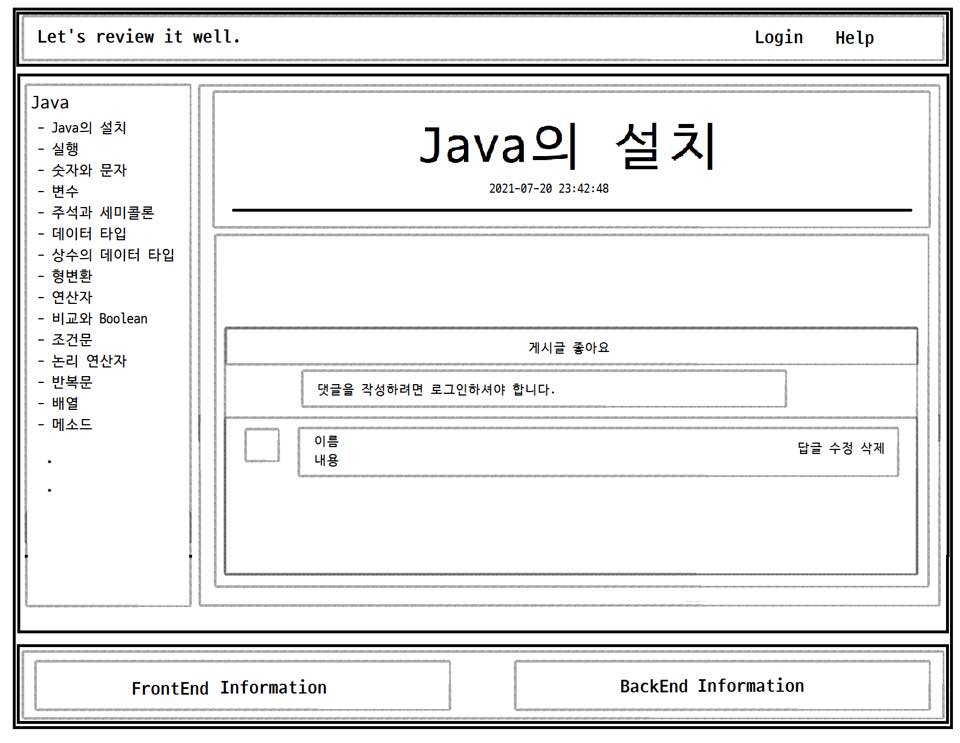 Let's review it well.
Login Help
Java
- Java의 설치
- 실행
- 숫자와 문자
- 변수
- 주석과 세미콜론
- 데이터 타입
- 상수의 데이터 타입
- 형변환
- 연산자
- 비교와 Boolean
- 조건문
- 논리 연산자
- 반복문
- 배열
- 메소드
.
.
Java의 설치
2021-07-20 23:42:48
게시글 좋아요
댓글을 작성하려면 로그인하셔야 합니다.
이름
내용
답글 수정 삭제
FrontEnd Information
BackEnd Information